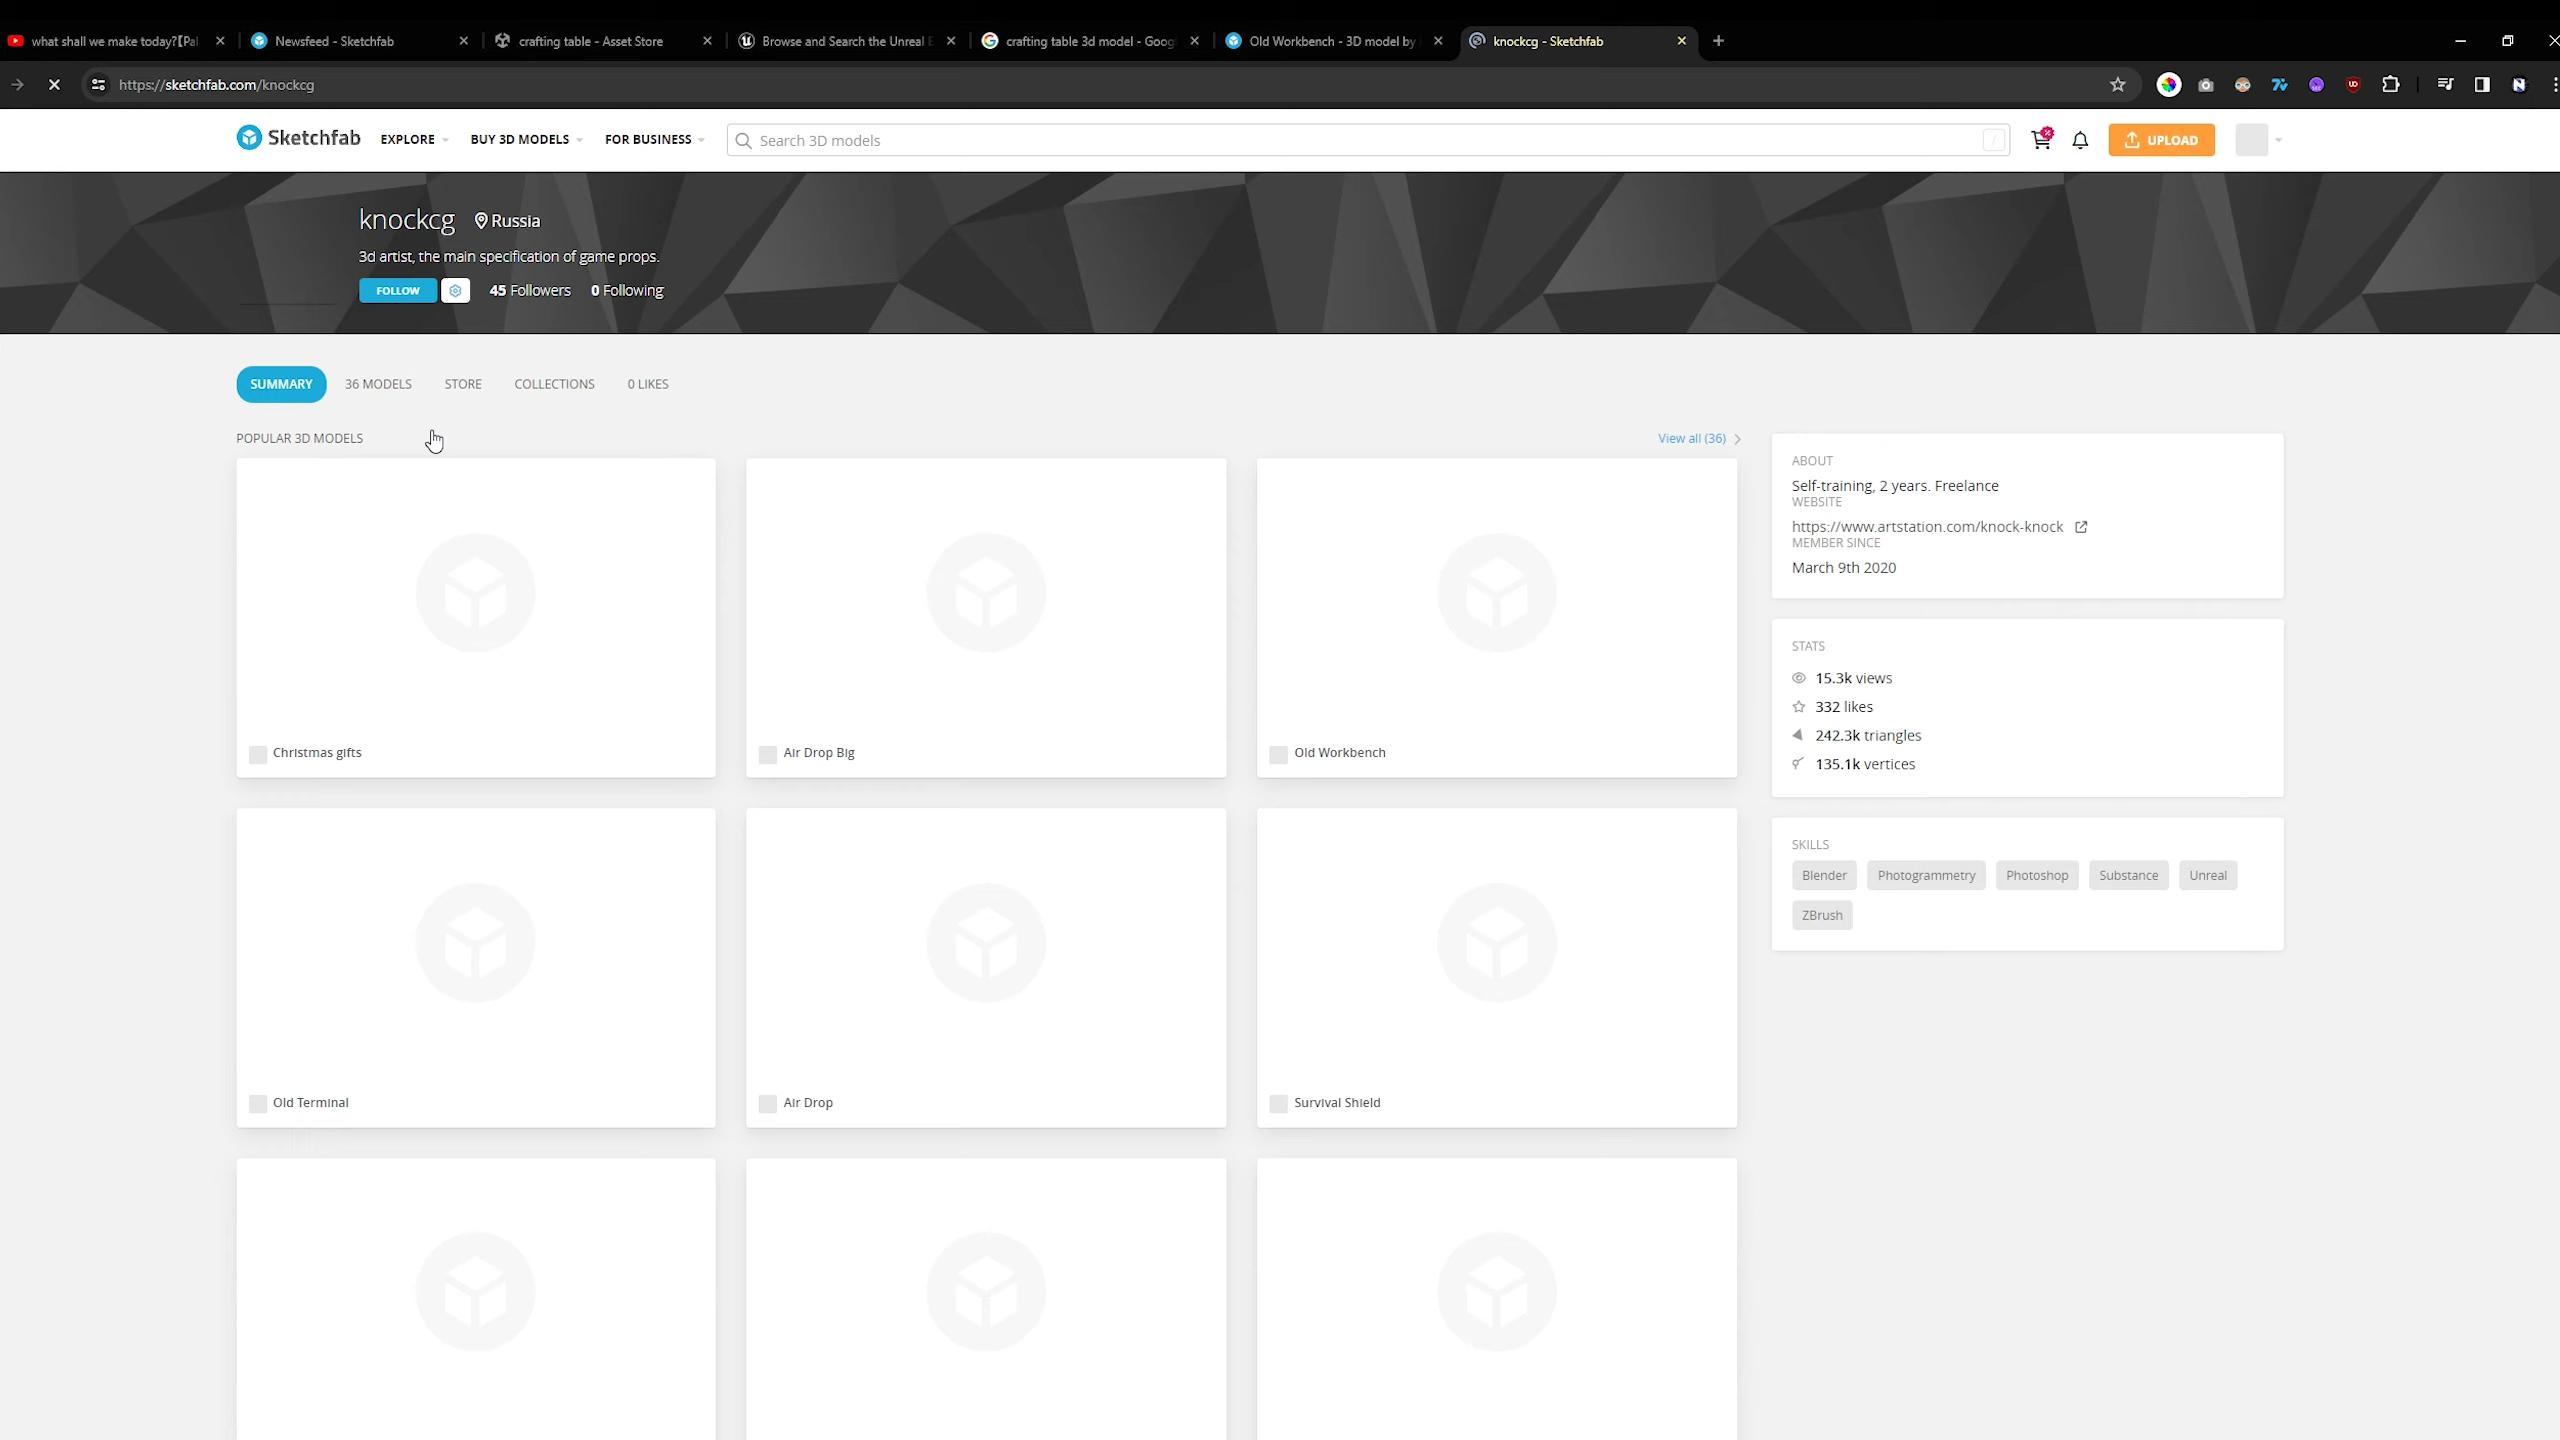 what shall we make today?【Pal
Newsfeed - Sketchfab
crafting table - Asset Store
Browse and Search the Unreal E
crafting table 3d model - Goog
Old Workbench - 3D model by
knockcg - Sketchfab
https://sketchfab.com/knockcg
Sketchfab
EXPLORE
BUY 3D MODELS
FOR BUSINESS
Search 3D models
/
UPLOAD
knockcg
Russia
3d artist, the main specification of game props.
FOLLOW
45 Followers
0 Following
SUMMARY
36 MODELS
STORE
COLLECTIONS
0 LIKES
POPULAR 3D MODELS
View all (36)
Christmas gifts
Air Drop Big
Old Workbench
Old Terminal
Air Drop
Survival Shield
ABOUT
Self-training, 2 years. Freelance
WEBSITE
https://www.artstation.com/knock-knock
MEMBER SINCE
March 9th 2020
STATS
15.3k views
332 likes
242.3k triangles
135.1k vertices
SKILLS
Blender
Photogrammetry
Photoshop
Substance
Unreal
ZBrush